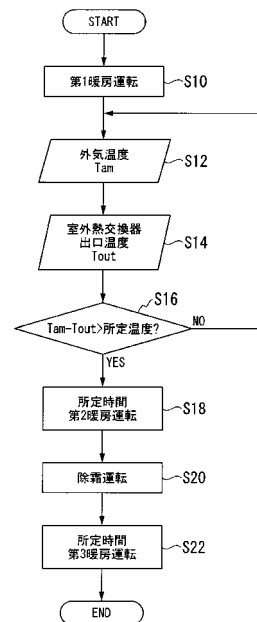 START
第1暖房運転
S10
外気温度
Tam
S12
室外熱交換器
出口温度
Tout
S14
S16
Tam-Tout>所定温度?
NO
YES
所定時間
第2暖房運転
S18
除霜運転
S20
所定時間
第3暖房運転
S22
END